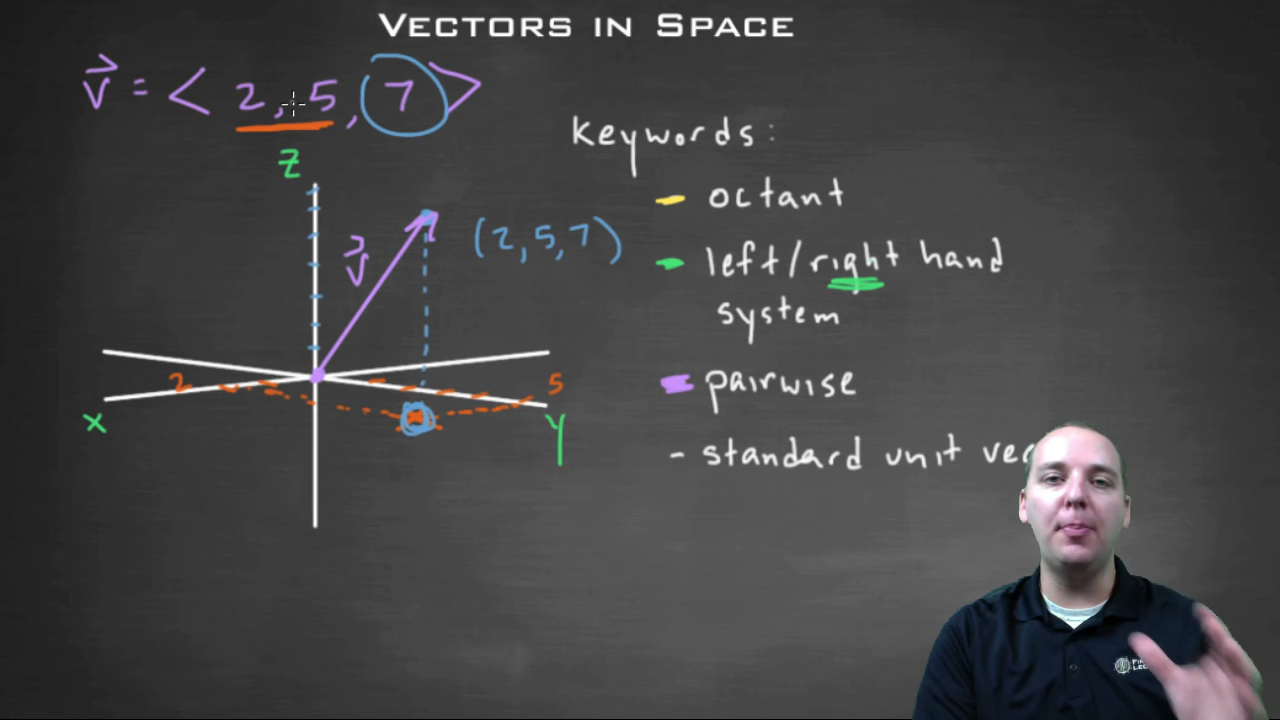 VECTORS IN SPACE
v⃗ = < 2, 5, 7 >
Keywords:
z
- octant
(2,5,7)
v⃗
- left/right hand
system
2
5
- pairwise
x
y
- standard unit